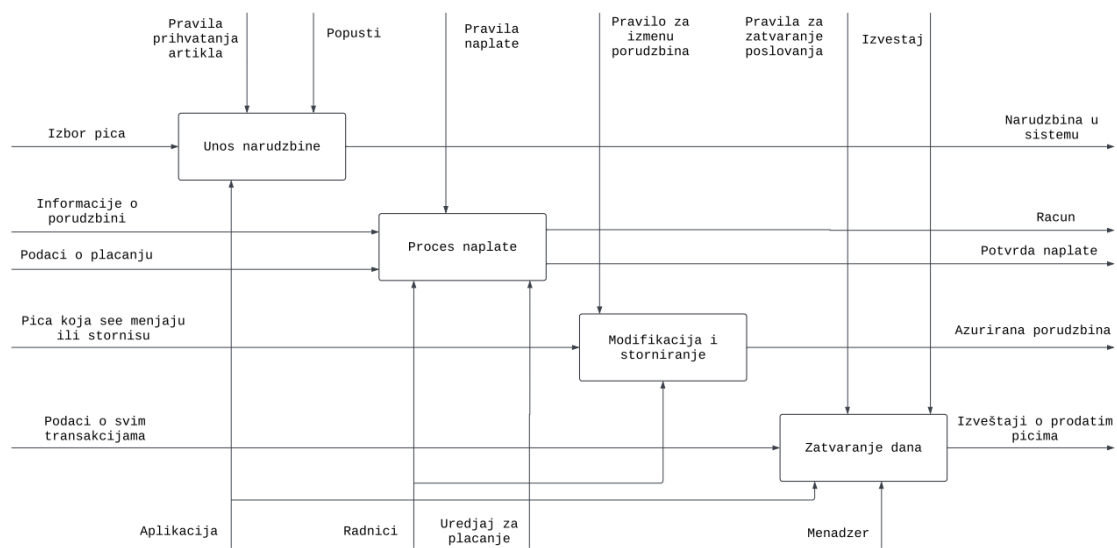 Pravila
prihvatanja
artikla
Popusti
Pravila
naplate
Pravilo za
izmenu
porudzbina
Pravila za
zatvaranje
poslovanja
Izvestaj
Izbor pica
Unos narudzbine
Narudzbina u
sistemu
Informacije o
porudzbini
Podaci o placanju
Proces naplate
Racun
Potvrda naplate
Pica koja see menjaju
ili stornisu
Modifikacija i
storniranje
Azurirana porudzbina
Podaci o svim
transakcijama
Zatvaranje dana
Izveštaji o prodatim
picima
Aplikacija
Radnici
Uredjaj za
placanje
Menadzer